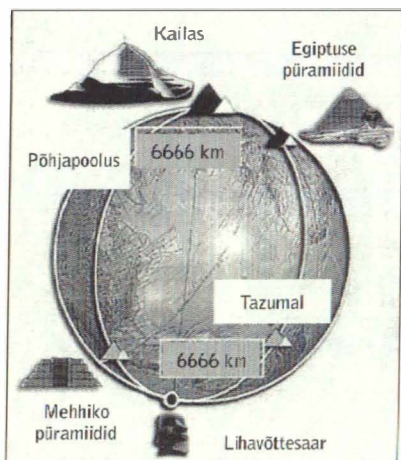 Kailas
Egiptuse
püramiidid
6666 km
Põhjapoolus
Tazumal
6666 km
Mehhiko
püramiidid
Lihavõttesaar